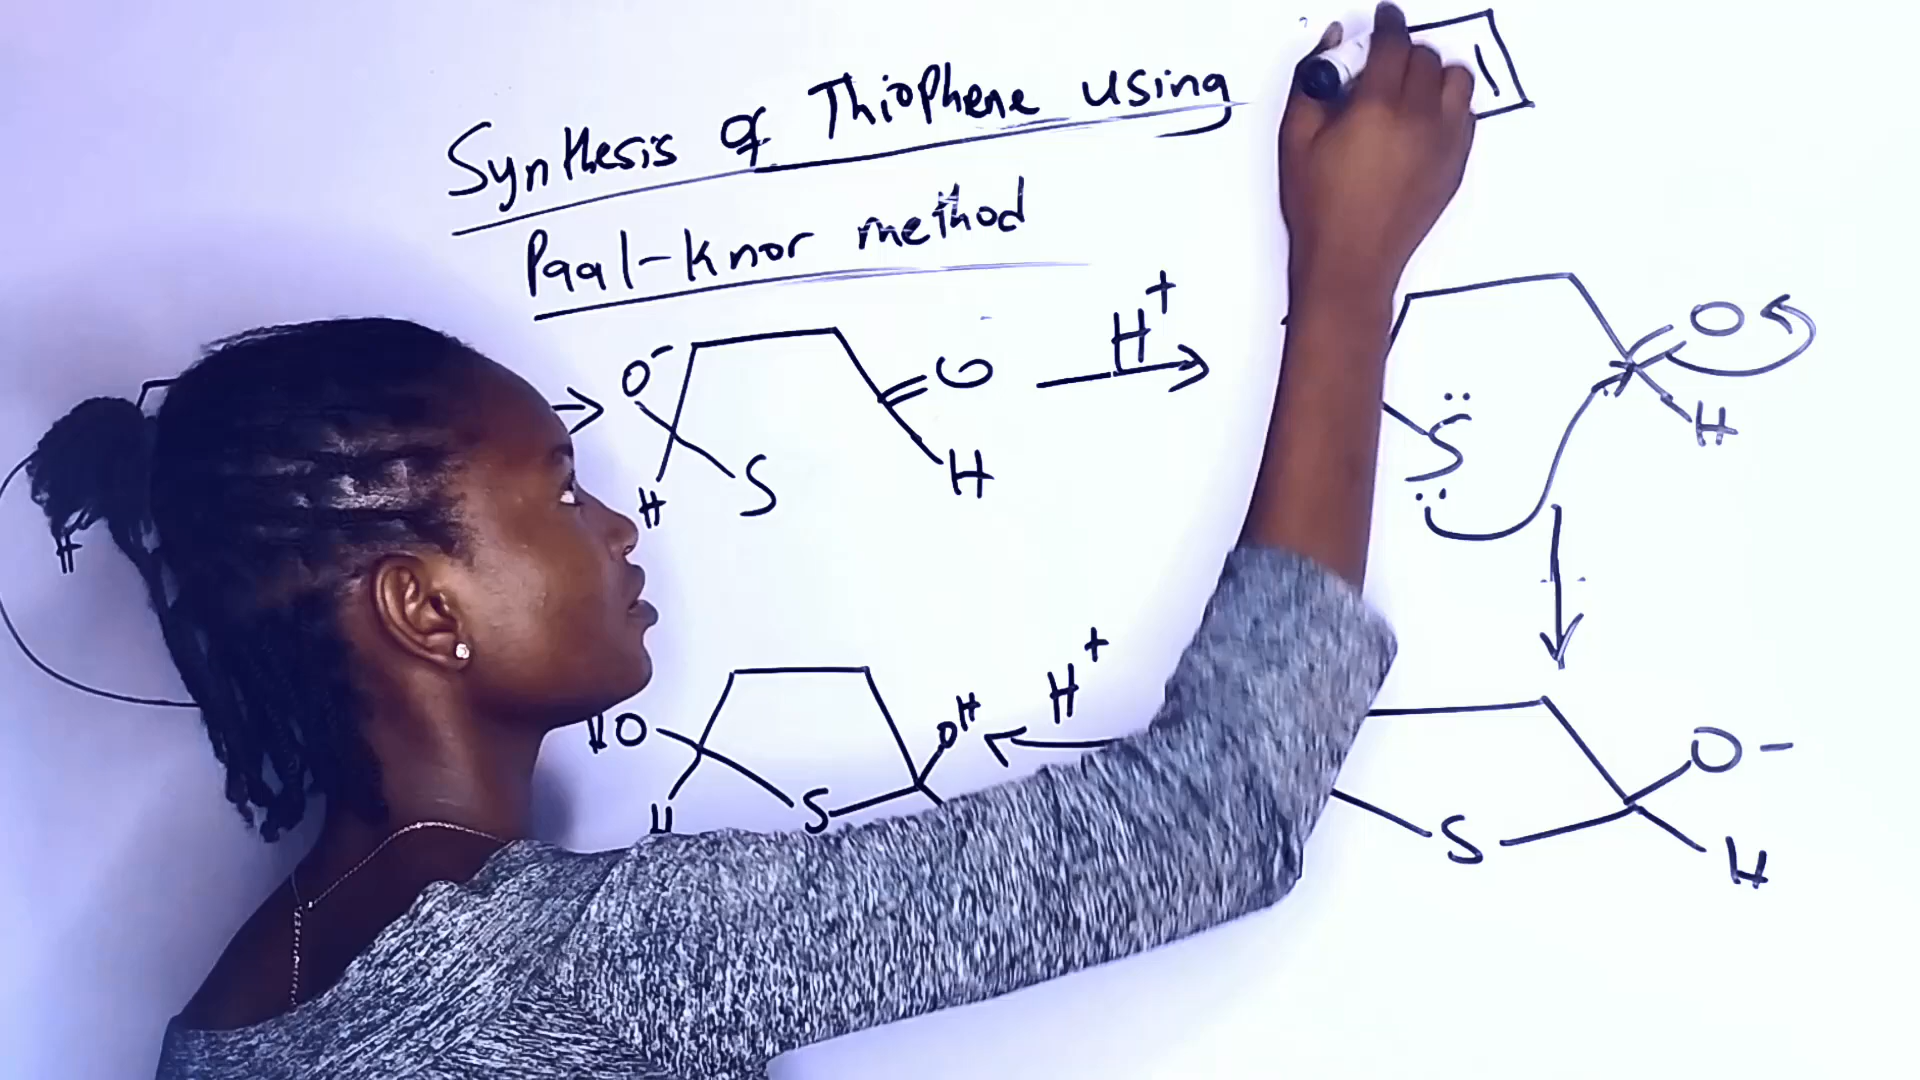 Synthesis of Thiophene using
Paal-Knor method
O⁻
O
H⁺
O
H
S
H
S
H
H
H⁺
HO
OH
O⁻
S
H
S
H